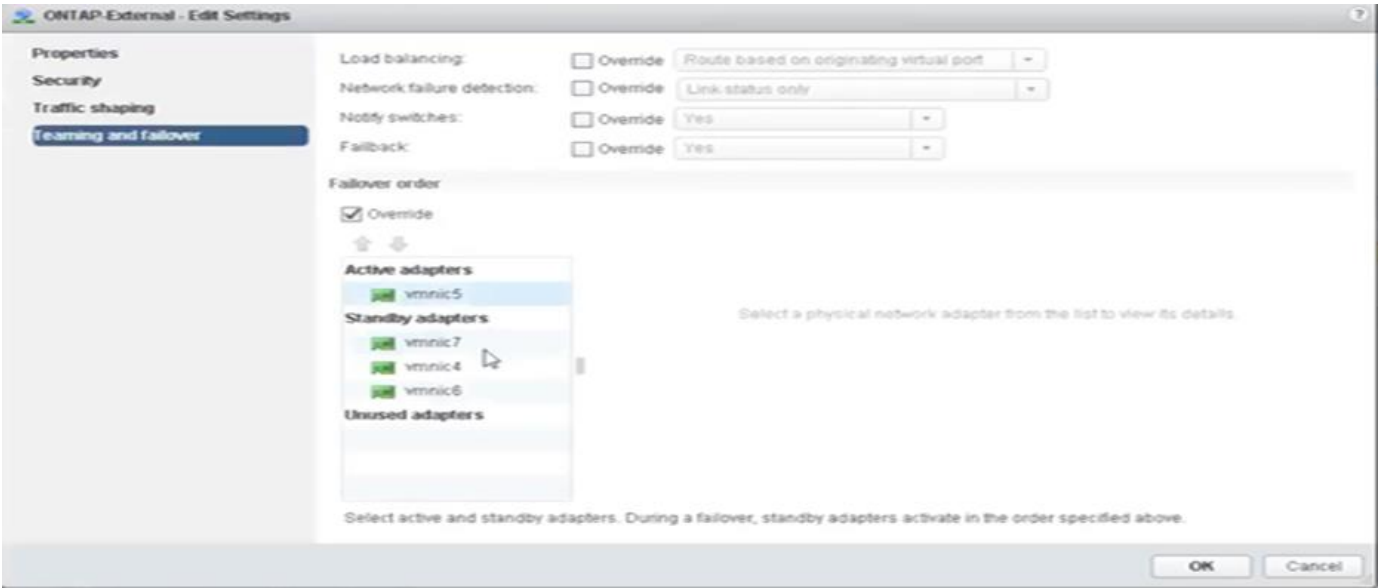 ONTAP-External - Edit Settings ?
Properties
Security
Traffic shaping
Teaming and failover
Load balancing: Override Route based on originating virtual port
Network failure detection: Override Link status only
Notify switches: Override Yes
Failback: Override Yes
Failover order
Override
Active adapters
vmnic5
Standby adapters
vmnic7
vmnic4
vmnic6
Unused adapters
Select a physical network adapter from the list to view its details.
Select active and standby adapters. During a failover, standby adapters activate in the order specified above.
OK Cancel